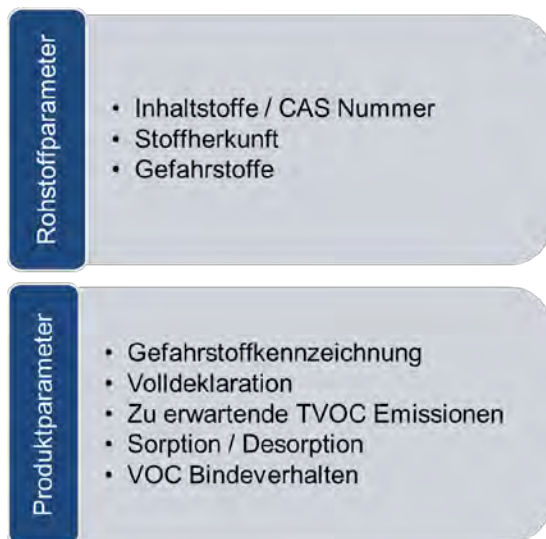 Rohstoffparameter
• Inhaltstoffe / CAS Nummer
• Stoffherkunft
• Gefahrstoffe
Produktparameter
• Gefahrstoffkennzeichnung
• Volldeklaration
• Zu erwartende TVOC Emissionen
• Sorption / Desorption
• VOC Bindeverhalten